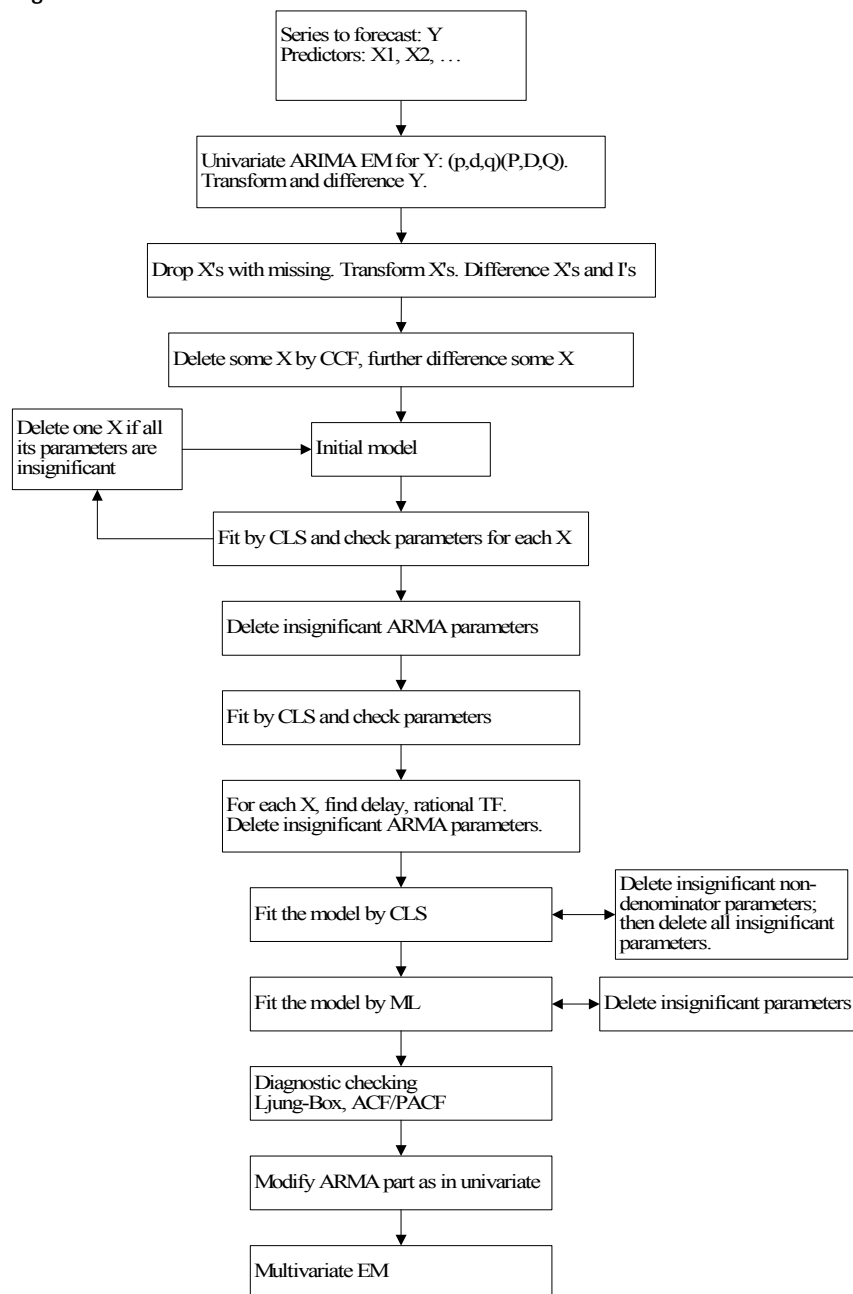 Series to forecast: Y
Predictors: X1, X2, …
Univariate ARIMA EM for Y: (p,d,q)(P,D,Q).
Transform and difference Y.
Drop X's with missing. Transform X's. Difference X's and I's
Delete some X by CCF, further difference some X
Delete one X if all
its parameters are
insignificant
Initial model
Fit by CLS and check parameters for each X
Delete insignificant ARMA parameters
Fit by CLS and check parameters
For each X, find delay, rational TF.
Delete insignificant ARMA parameters.
Fit the model by CLS
Delete insignificant non-
denominator parameters;
then delete all insignificant
parameters.
Fit the model by ML
Delete insignificant parameters
Diagnostic checking
Ljung-Box, ACF/PACF
Modify ARMA part as in univariate
Multivariate EM